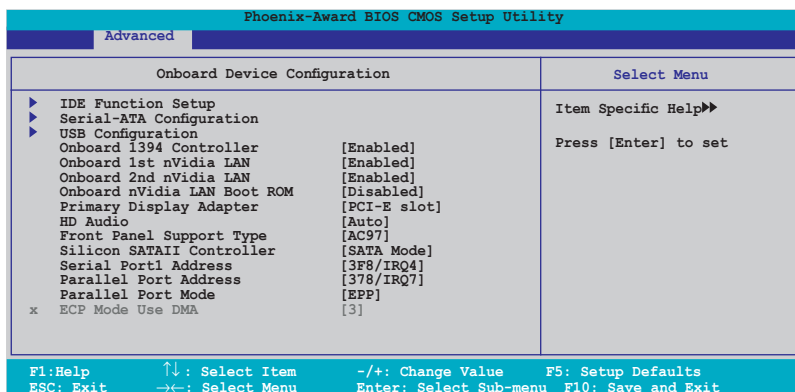 Phoenix-Award BIOS CMOS Setup Utility
Advanced
Onboard Device Configuration
Select Menu
IDE Function Setup
Serial-ATA Configuration
USB Configuration
Onboard 1394 Controller [Enabled]
Onboard 1st nVidia LAN [Enabled]
Onboard 2nd nVidia LAN [Enabled]
Onboard nVidia LAN Boot ROM [Disabled]
Primary Display Adapter [PCI-E slot]
HD Audio [Auto]
Front Panel Support Type [AC97]
Silicon SATAII Controller [SATA Mode]
Serial Port1 Address [3F8/IRQ4]
Parallel Port Address [378/IRQ7]
Parallel Port Mode [EPP]
x ECP Mode Use DMA [3]
Item Specific Help
Press [Enter] to set
F1:Help ↑↓: Select Item -/+: Change Value F5: Setup Defaults
ESC: Exit →←: Select Menu Enter: Select Sub-menu F10: Save and Exit